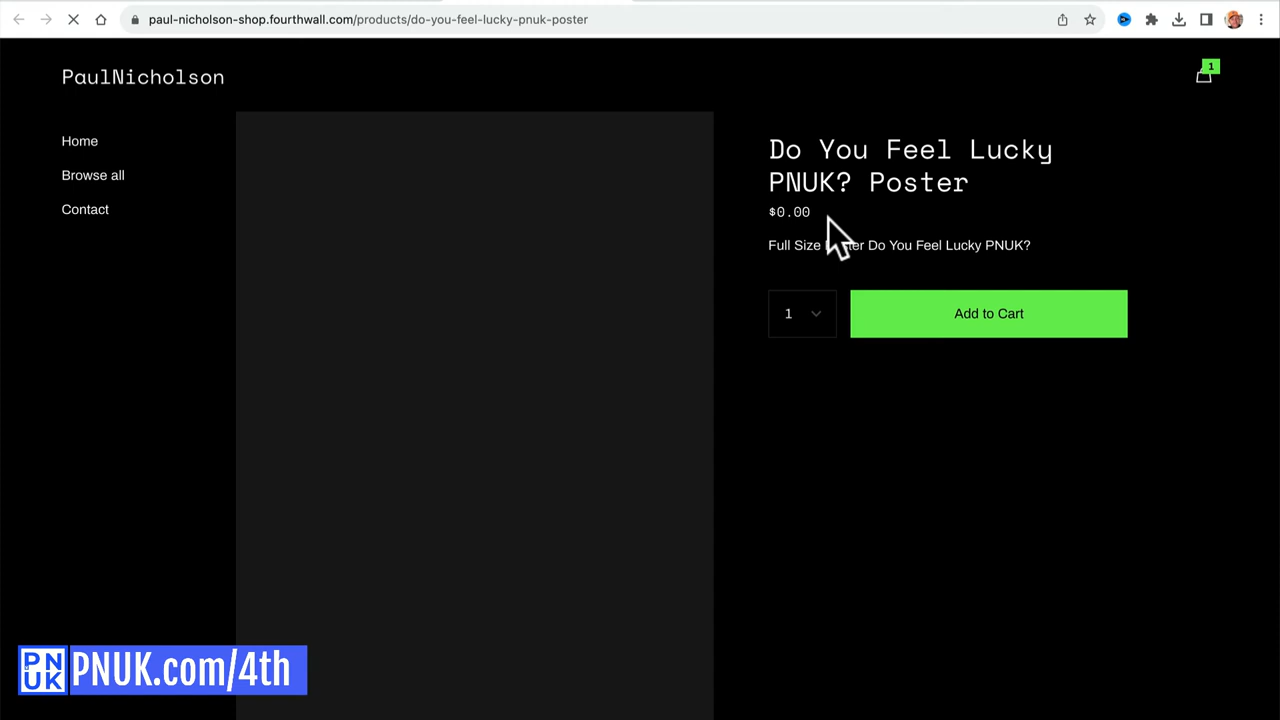 paul-nicholson-shop.fourthwall.com/products/do-you-feel-lucky-pnuk-poster
PaulNicholson
1
Home
Browse all
Contact
Do You Feel Lucky
PNUK? Poster
$0.00
Full Size Do You Feel Lucky PNUK?
1
Add to Cart
PN
UK
PNUK.com/4th